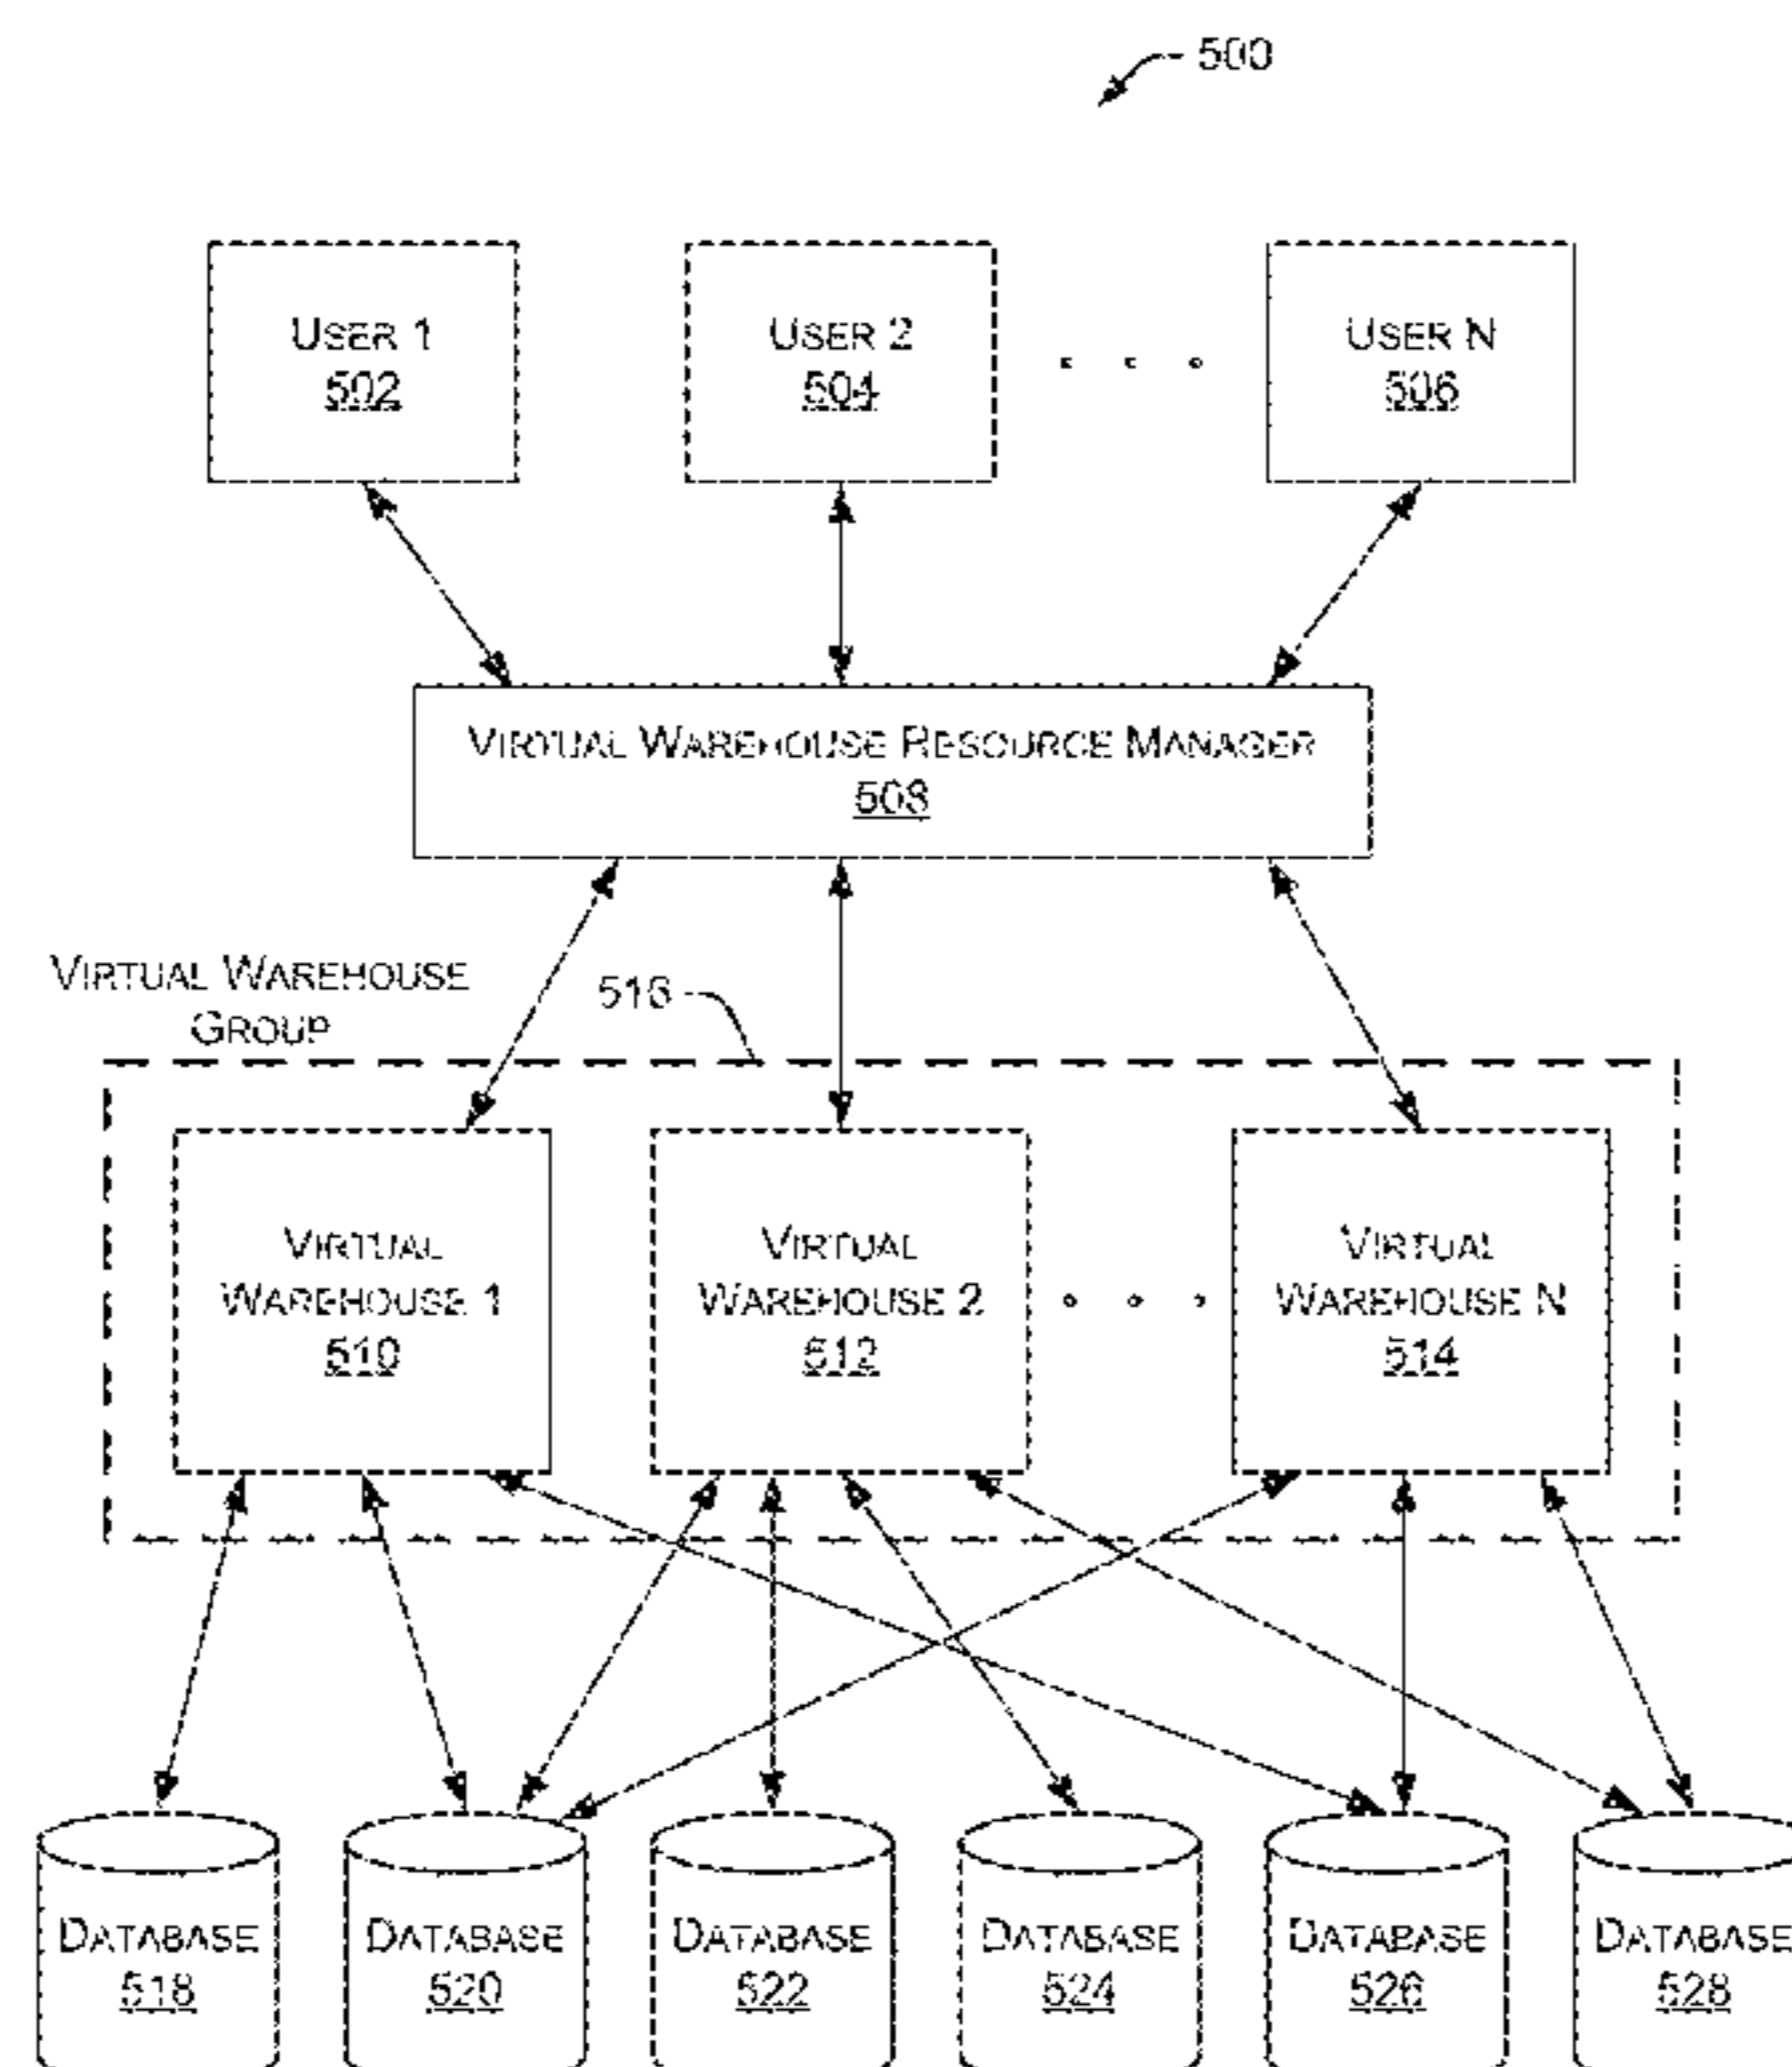 500
USER 1
502
USER 2
504
USER N
506
VIRTUAL WAREHOUSE RESOURCE MANAGER
508
VIRTUAL WAREHOUSE
GROUP
516
VIRTUAL
WAREHOUSE 1
510
VIRTUAL
WAREHOUSE 2
512
VIRTUAL
WAREHOUSE N
514
DATABASE
518
DATABASE
520
DATABASE
522
DATABASE
524
DATABASE
526
DATABASE
528